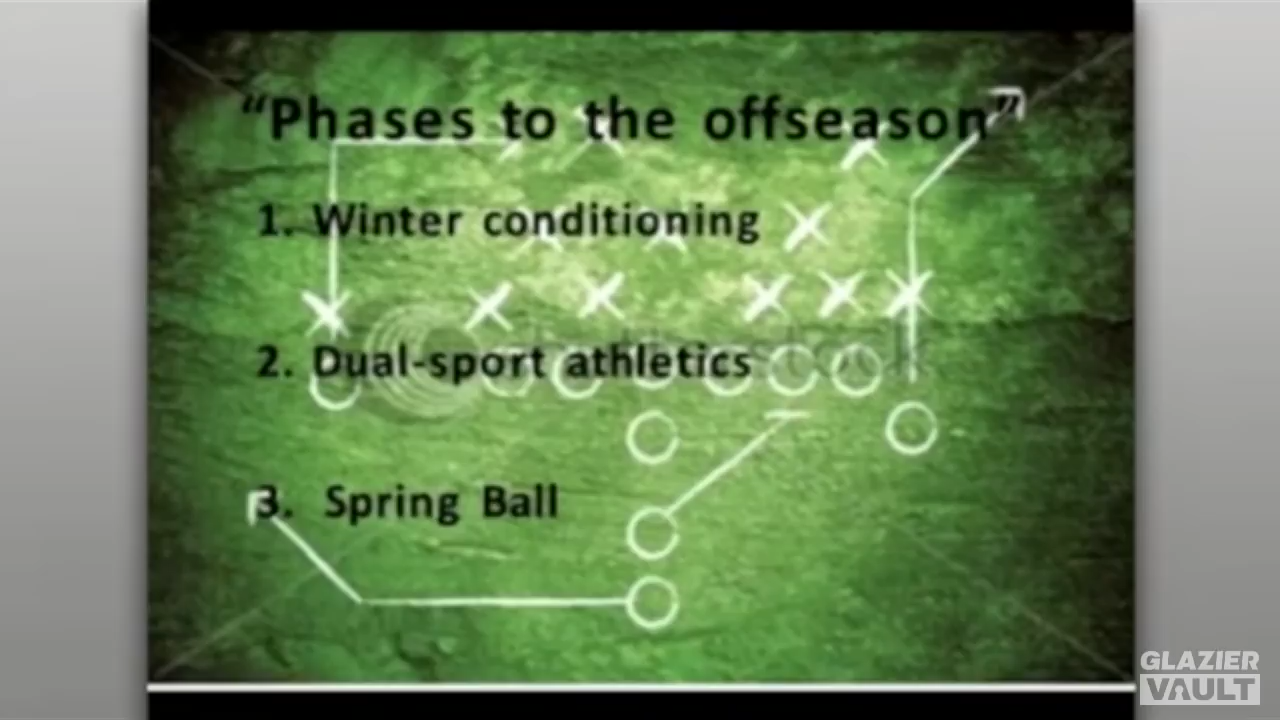 “Phases to the offseason”
1. Winter conditioning
2. Dual-sport athletics
3. Spring Ball
GLAZIER
VAULT